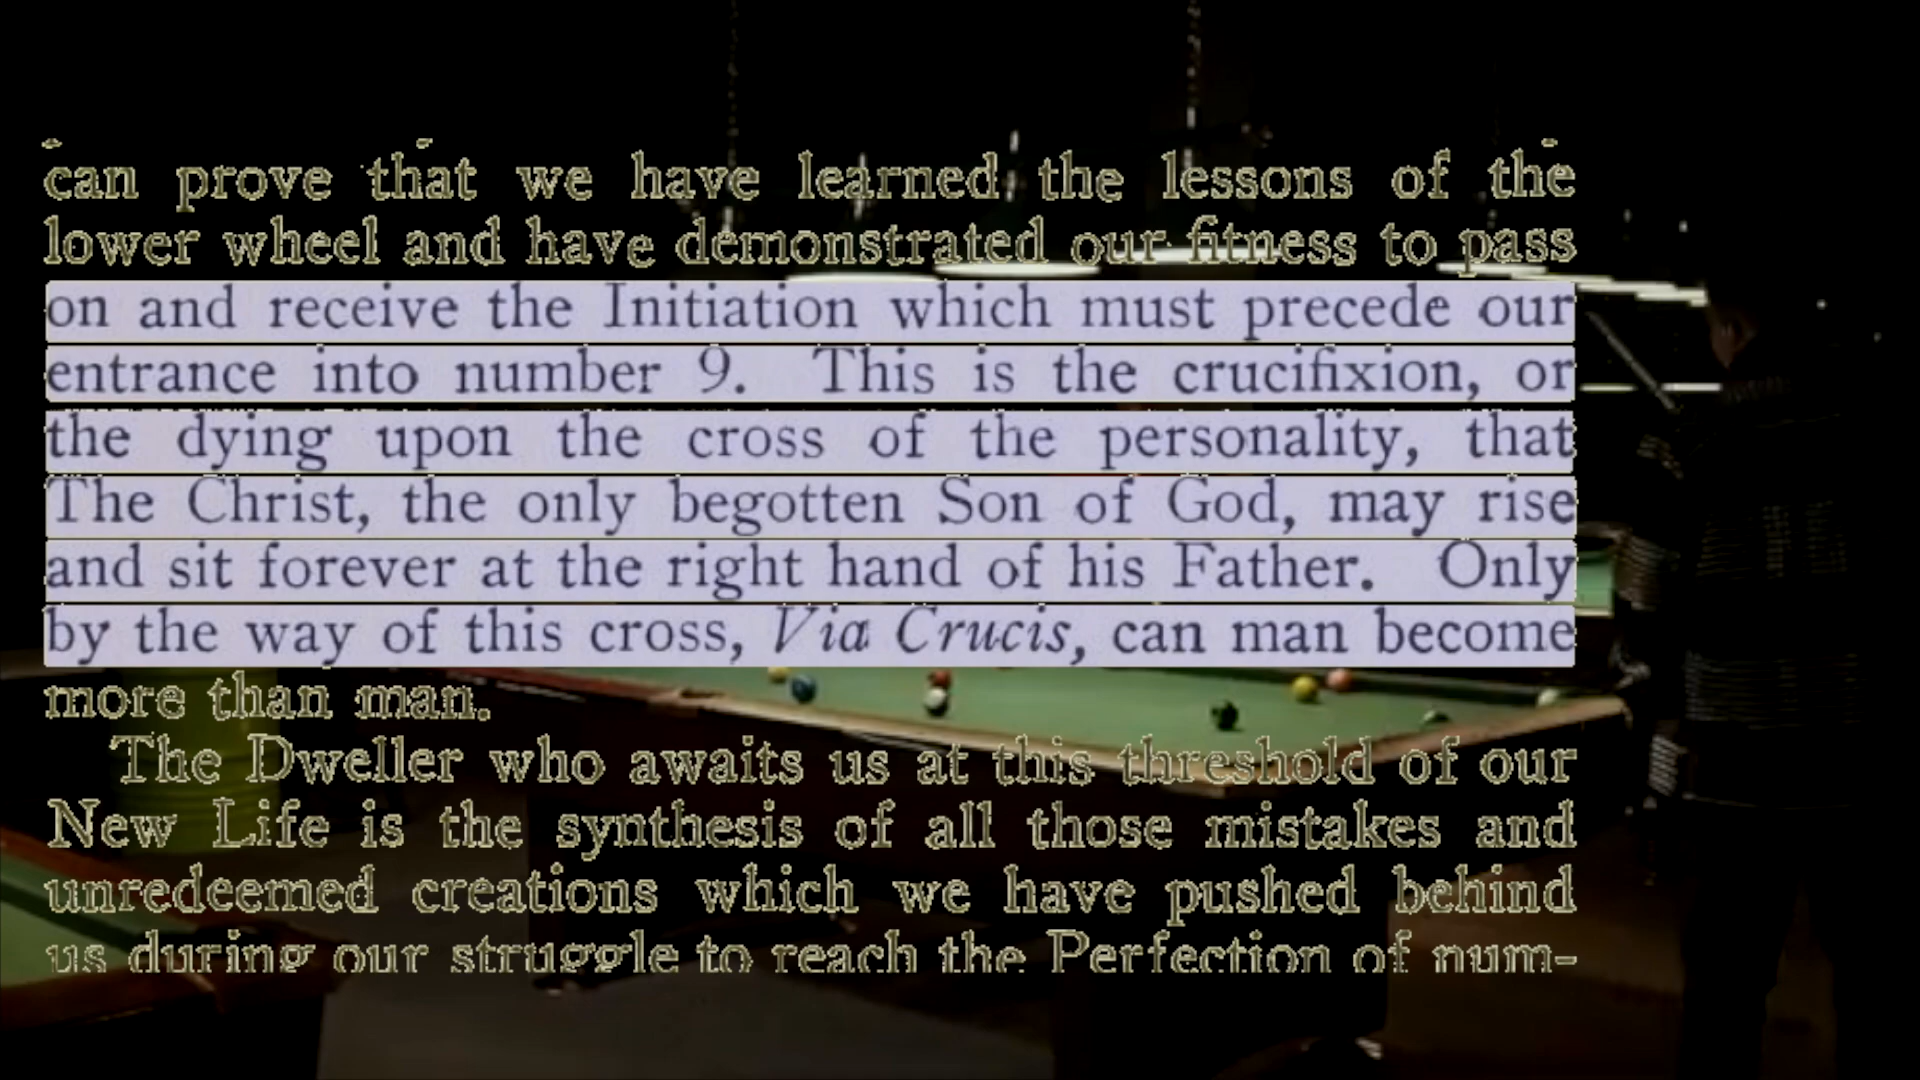 can prove that we have learned the lessons of the
lower wheel and have demonstrated our fitness to pass
on and receive the Initiation which must precede our
entrance into number 9. This is the crucifixion, or
the dying upon the cross of the personality, that
The Christ, the only begotten Son of God, may rise
and sit forever at the right hand of his Father. Only
by the way of this cross, Via Crucis, can man become
more than man.
The Dweller who awaits us at this threshold of our
New Life is the synthesis of all those mistakes and
unredeemed creations which we have pushed behind
us during our struggle to reach the Perfection of num-